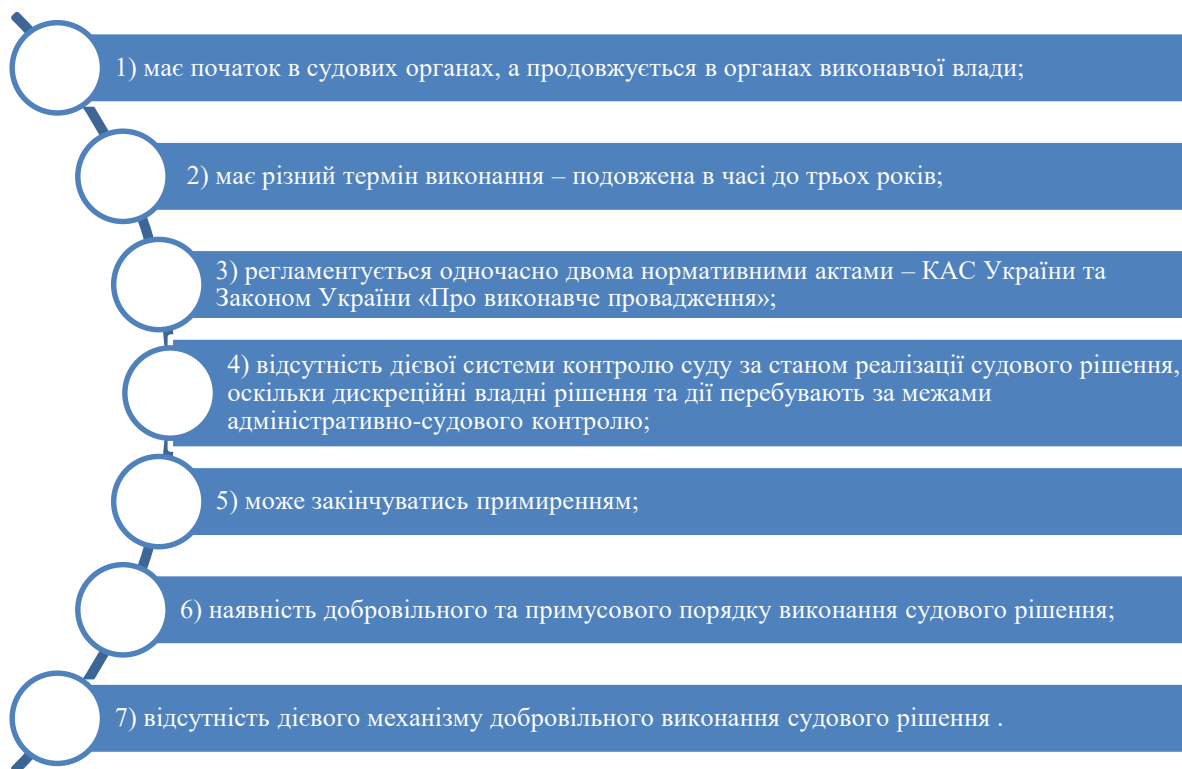 1) має початок в судових органах, а продовжується в органах виконавчої влади;
2) має різний термін виконання – подовжена в часі до трьох років;
3) регламентується одночасно двома нормативними актами – КАС України та
Законом України «Про виконавче провадження»;
4) відсутність дієвої системи контролю суду за станом реалізації судового рішення,
оскільки дискреційні владні рішення та дії перебувають за межами
адміністративно-судового контролю;
5) може закінчуватись примиренням;
6) наявність добровільного та примусового порядку виконання судового рішення;
7) відсутність дієвого механізму добровільного виконання судового рішення .